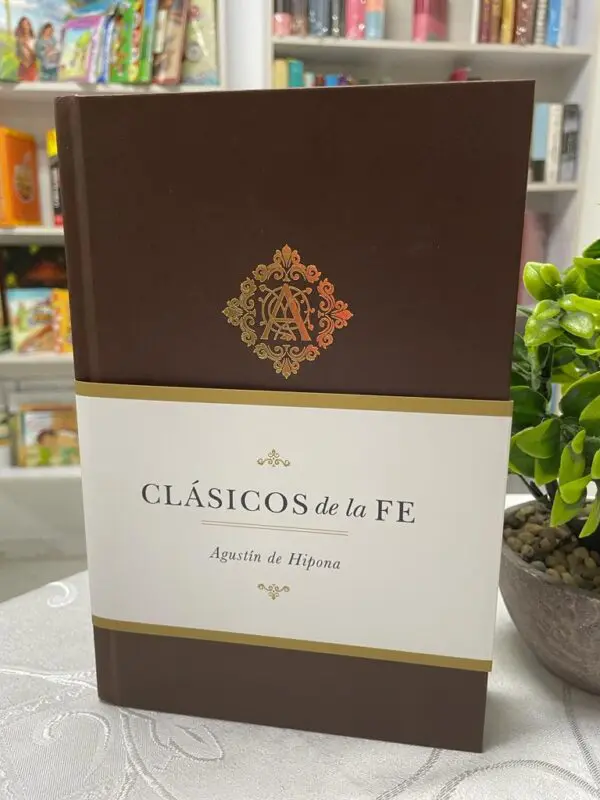 CLÁSICOS de la FE
Agustín de Hipona